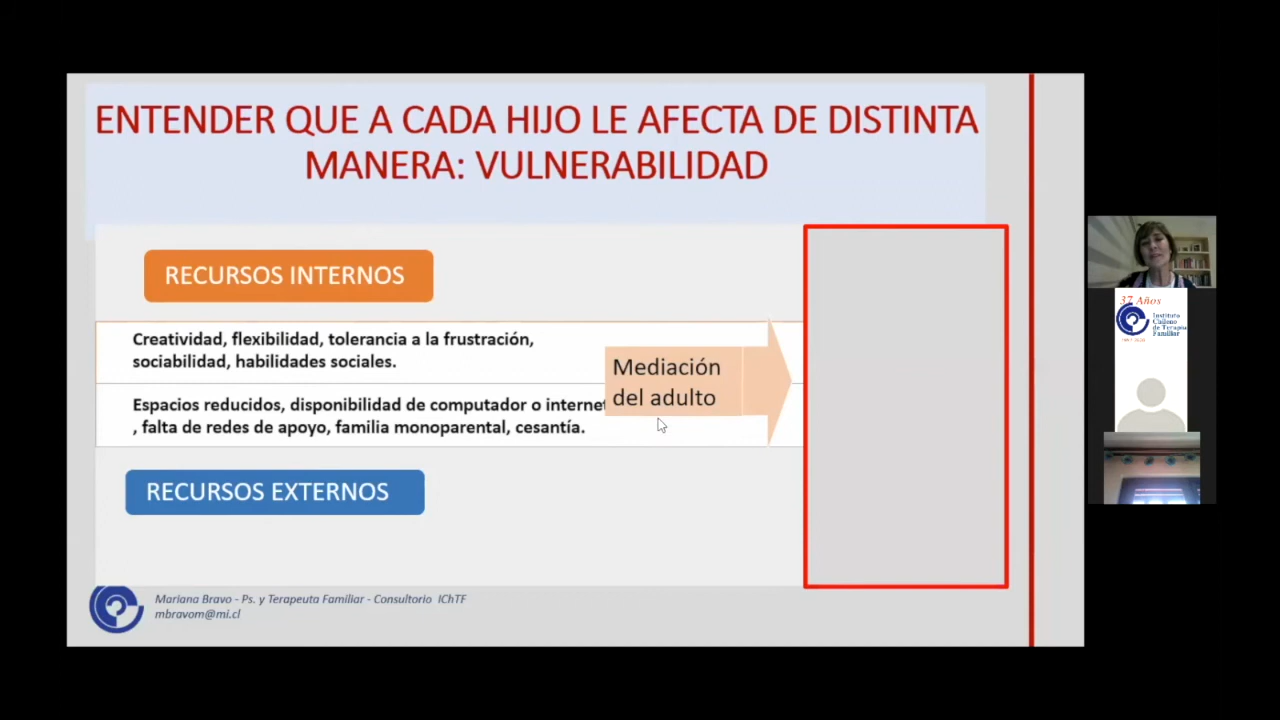 ENTENDER QUE A CADA HIJO LE AFECTA DE DISTINTA
MANERA: VULNERABILIDAD
RECURSOS INTERNOS
Creatividad, flexibilidad, tolerancia a la frustración,
sociabilidad, habilidades sociales.
Mediación
del adulto
Espacios reducidos, disponibilidad de computador o internet
, falta de redes de apoyo, familia monoparental, cesantía.
RECURSOS EXTERNOS
Mariana Bravo - Ps. y Terapeuta Familiar - Consultorio IChTF
mbravom@mi.cl
37 Años
Instituto
Chileno
de Terapia
Familiar